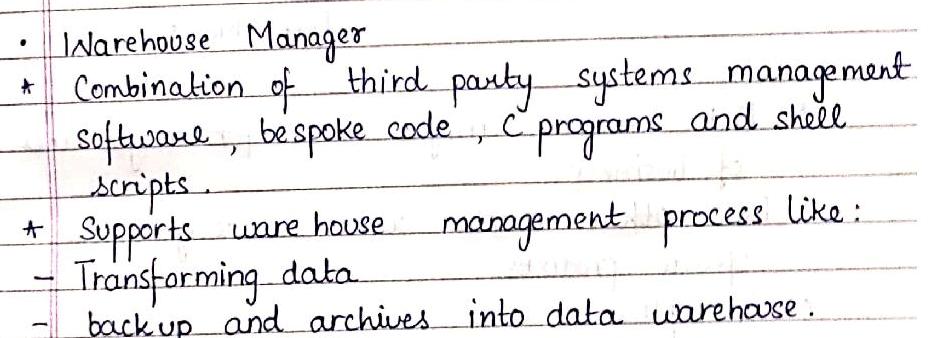 • Warehouse Manager
* Combination of third party systems management
software, bespoke code, C programs and shell
scripts.
* Supports ware house management process like:
- Transforming data
- backup and archives into data warehouse.